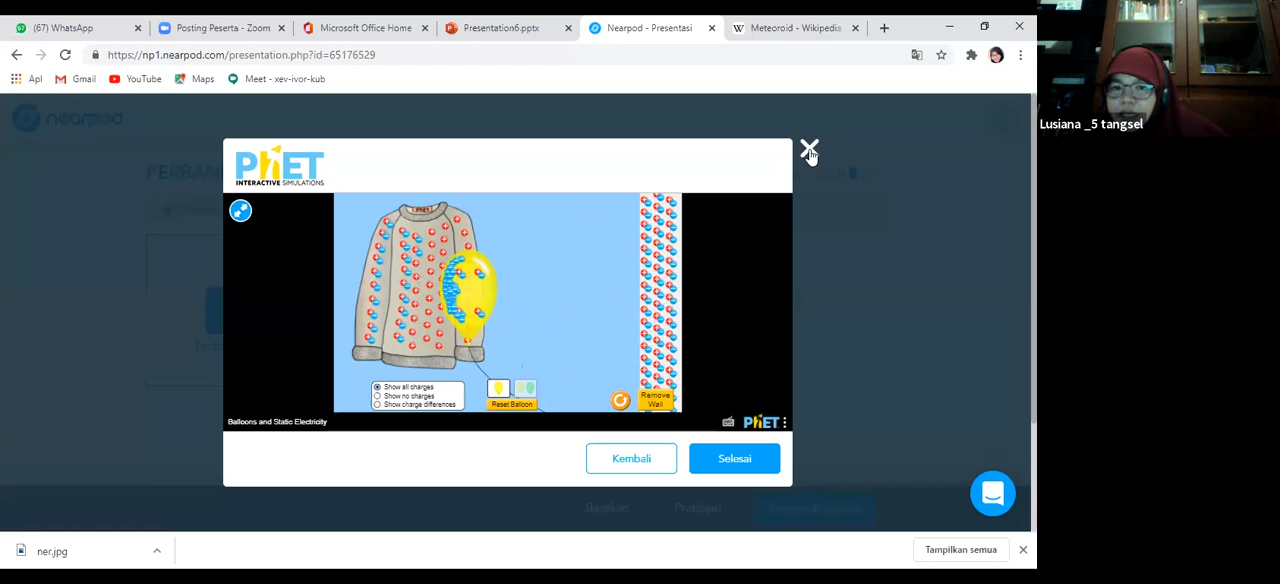 (67) WhatsApp
Posting Peserta - Zoom
Microsoft Office Home
Presentation6.pptx
Nearpod - Presentasi
Meteoroid - Wikipedia
https://np1.nearpod.com/presentation.php?id=65176529
Apl
Gmail
YouTube
Maps
Meet - xev-ivor-kub
Lusiana _5 tangsel
nearpod
PhET
INTERACTIVE SIMULATIONS
Show all charges
Show no charges
Show charge differences
Reset Balloon
Remove
Wall
Balloons and Static Electricity
PhET
Kembali
Selesai
Bagikan
ner.jpg
Tampilkan semua